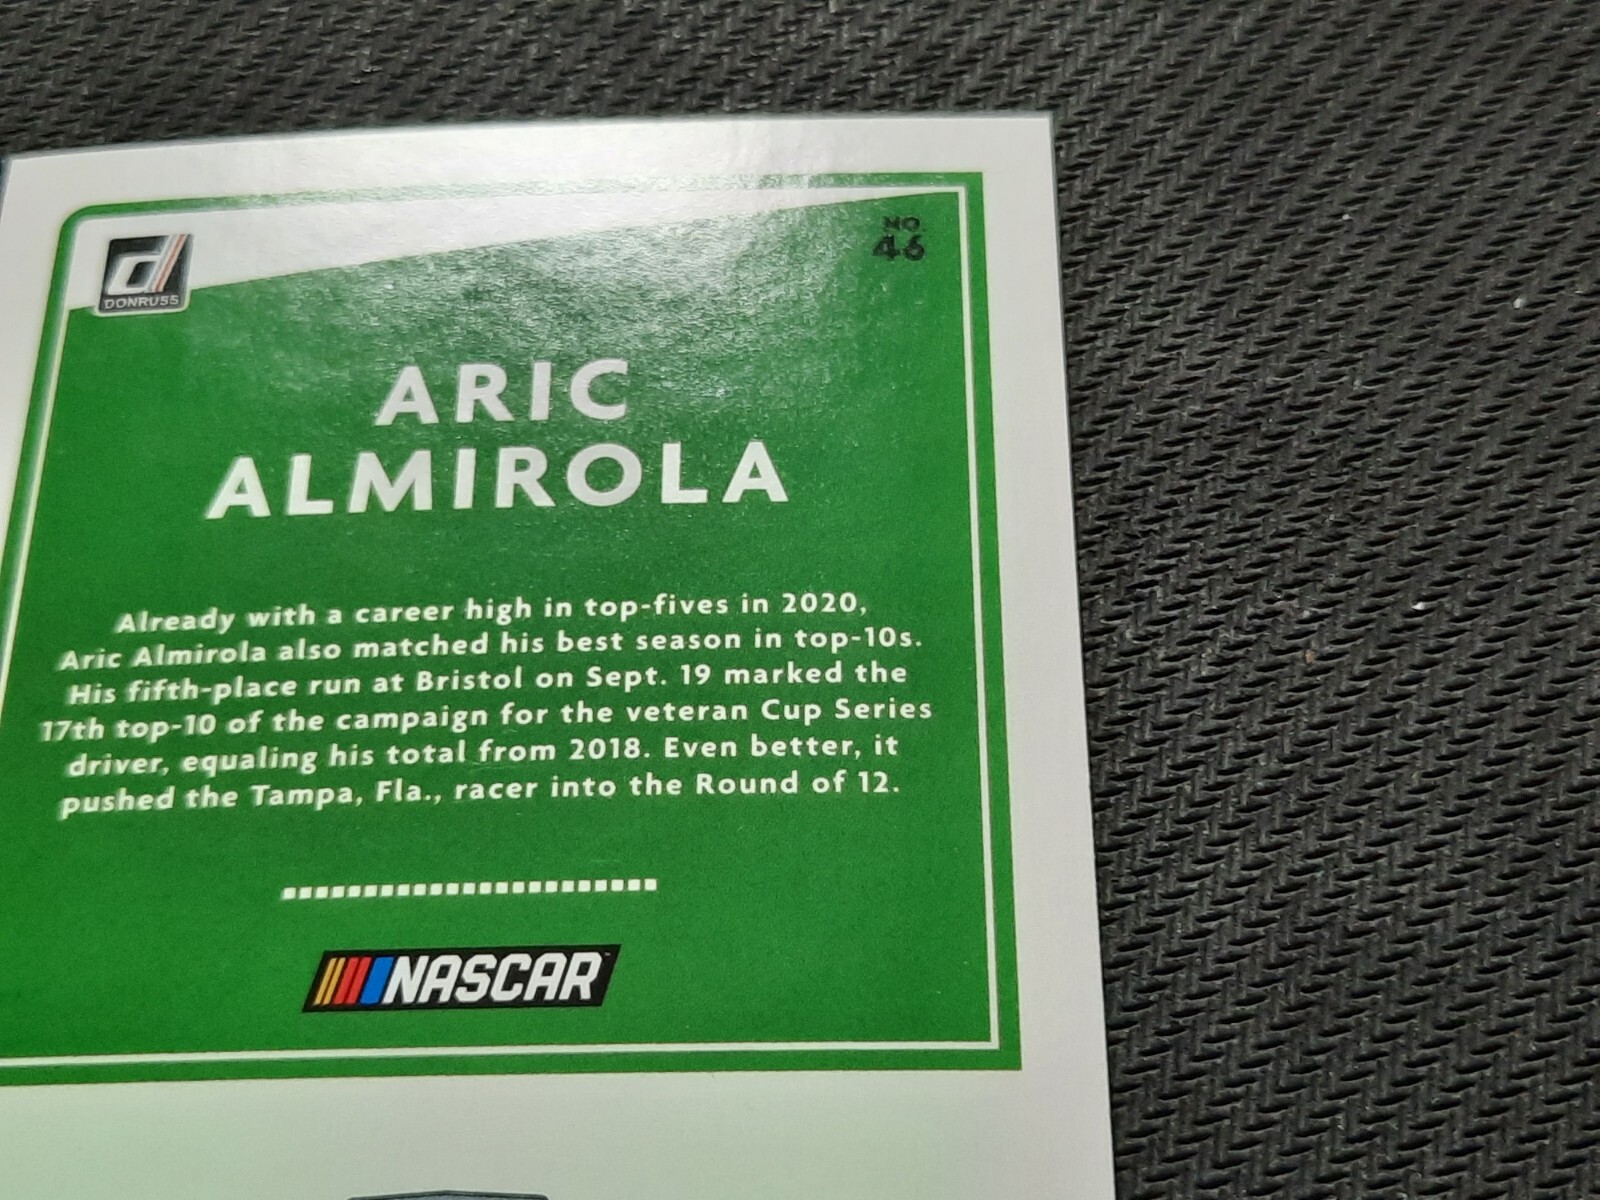 NO.
46
d
DONRUSS
ARIC
ALMIROLA
Already with a career high in top-fives in 2020,
Aric Almirola also matched his best season in top-10s.
His fifth-place run at Bristol on Sept. 19 marked the
17th top-10 of the campaign for the veteran Cup Series
driver, equaling his total from 2018. Even better, it
pushed the Tampa, Fla., racer into the Round of 12.
NASCAR